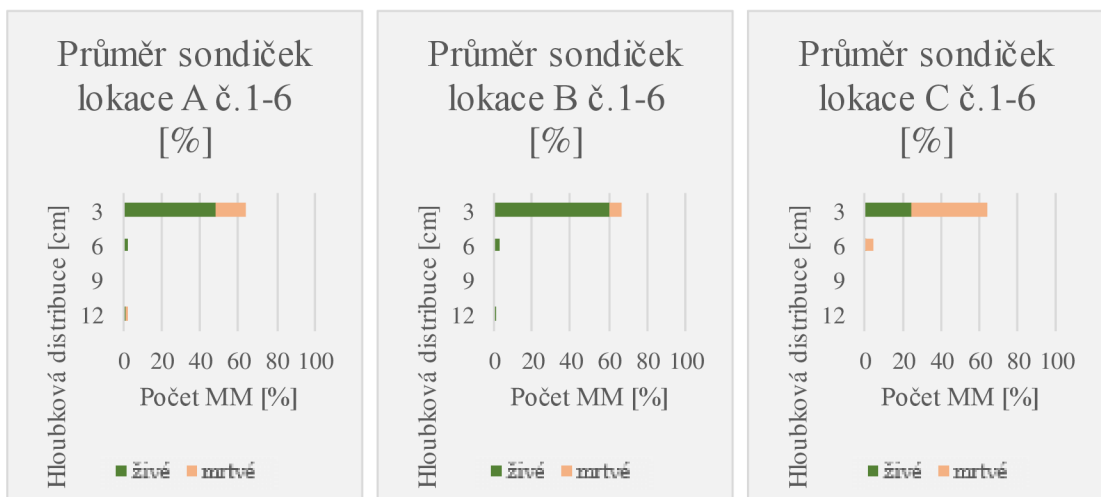 Průměr sondiček
lokace A č.1-6
[%]
Hloubková distribuce [cm]
3
6
9
12
0 20 40 60 80 100
Počet MM [%]
živé mrtvé
Průměr sondiček
lokace B č.1-6
[%]
Hloubková distribuce [cm]
3
6
9
12
0 20 40 60 80 100
Počet MM [%]
živé mrtvé
Průměr sondiček
lokace C č.1-6
[%]
Hloubková distribuce [cm]
3
6
9
12
0 20 40 60 80 100
Počet MM [%]
živé mrtvé